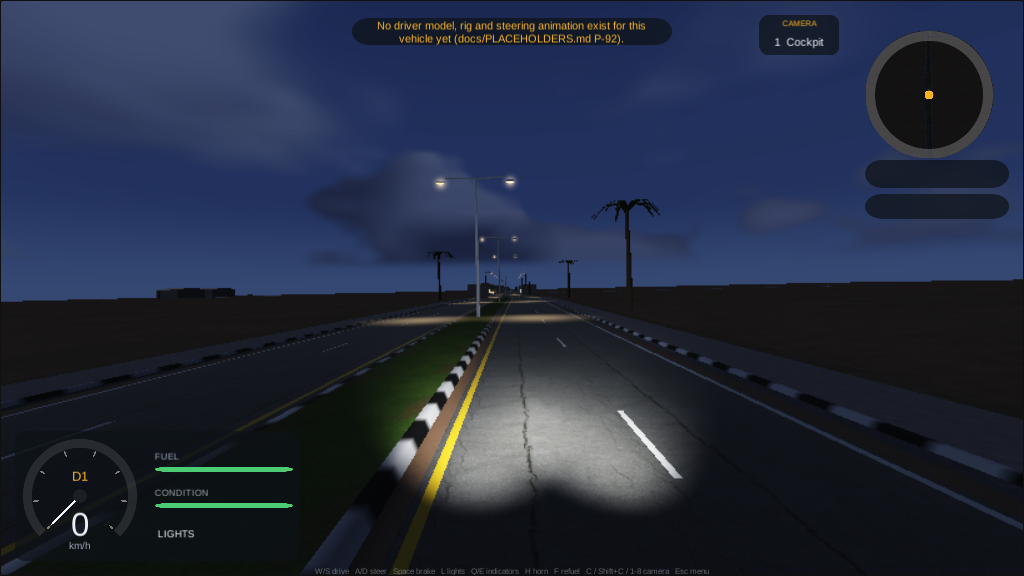 No driver model, rig and steering animation exist for this
vehicle yet (docs/PLACEHOLDERS.md P-92).
CAMERA
1 Cockpit
D1
0
km/h
FUEL
CONDITION
LIGHTS
W/S drive A/D steer Space brake L lights Q/E indicators H horn F refuel C / Shift+C / 1-8 camera Esc menu